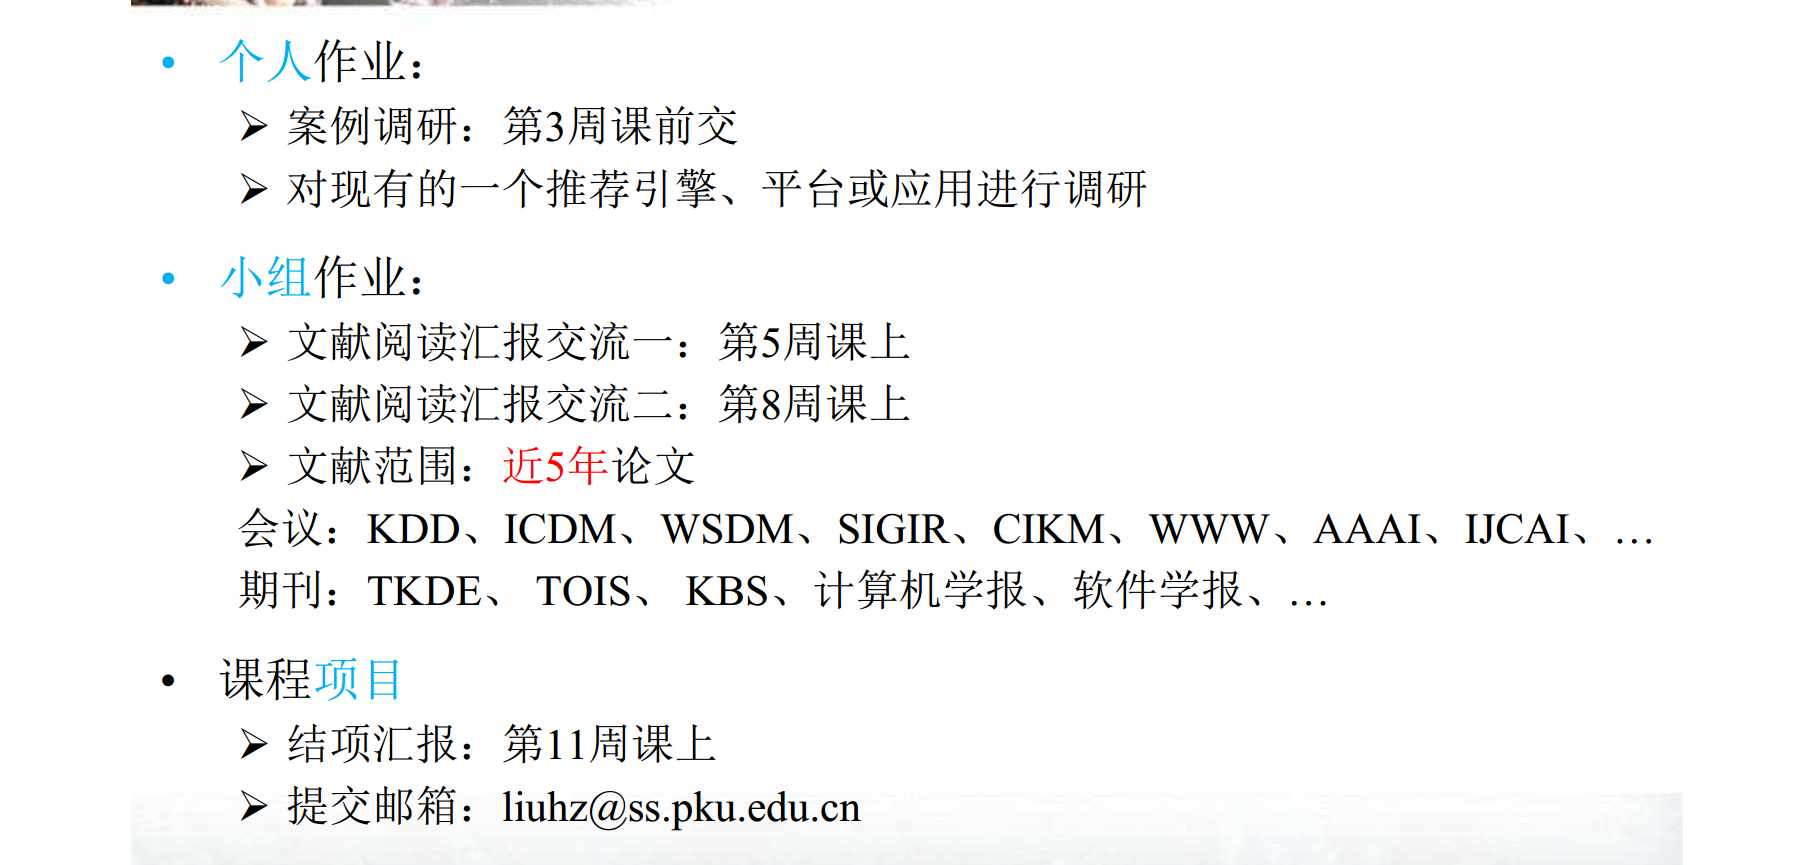 • 个人作业：
➢ 案例调研：第3周课前交
➢ 对现有的一个推荐引擎、平台或应用进行调研
• 小组作业：
➢ 文献阅读汇报交流一：第5周课上
➢ 文献阅读汇报交流二：第8周课上
➢ 文献范围：近5年论文
会议：KDD、ICDM、WSDM、SIGIR、CIKM、WWW、AAAI、IJCAI、…
期刊：TKDE、 TOIS、 KBS、计算机学报、软件学报、…
• 课程项目
➢ 结项汇报：第11周课上
➢ 提交邮箱：liuhz@ss.pku.edu.cn